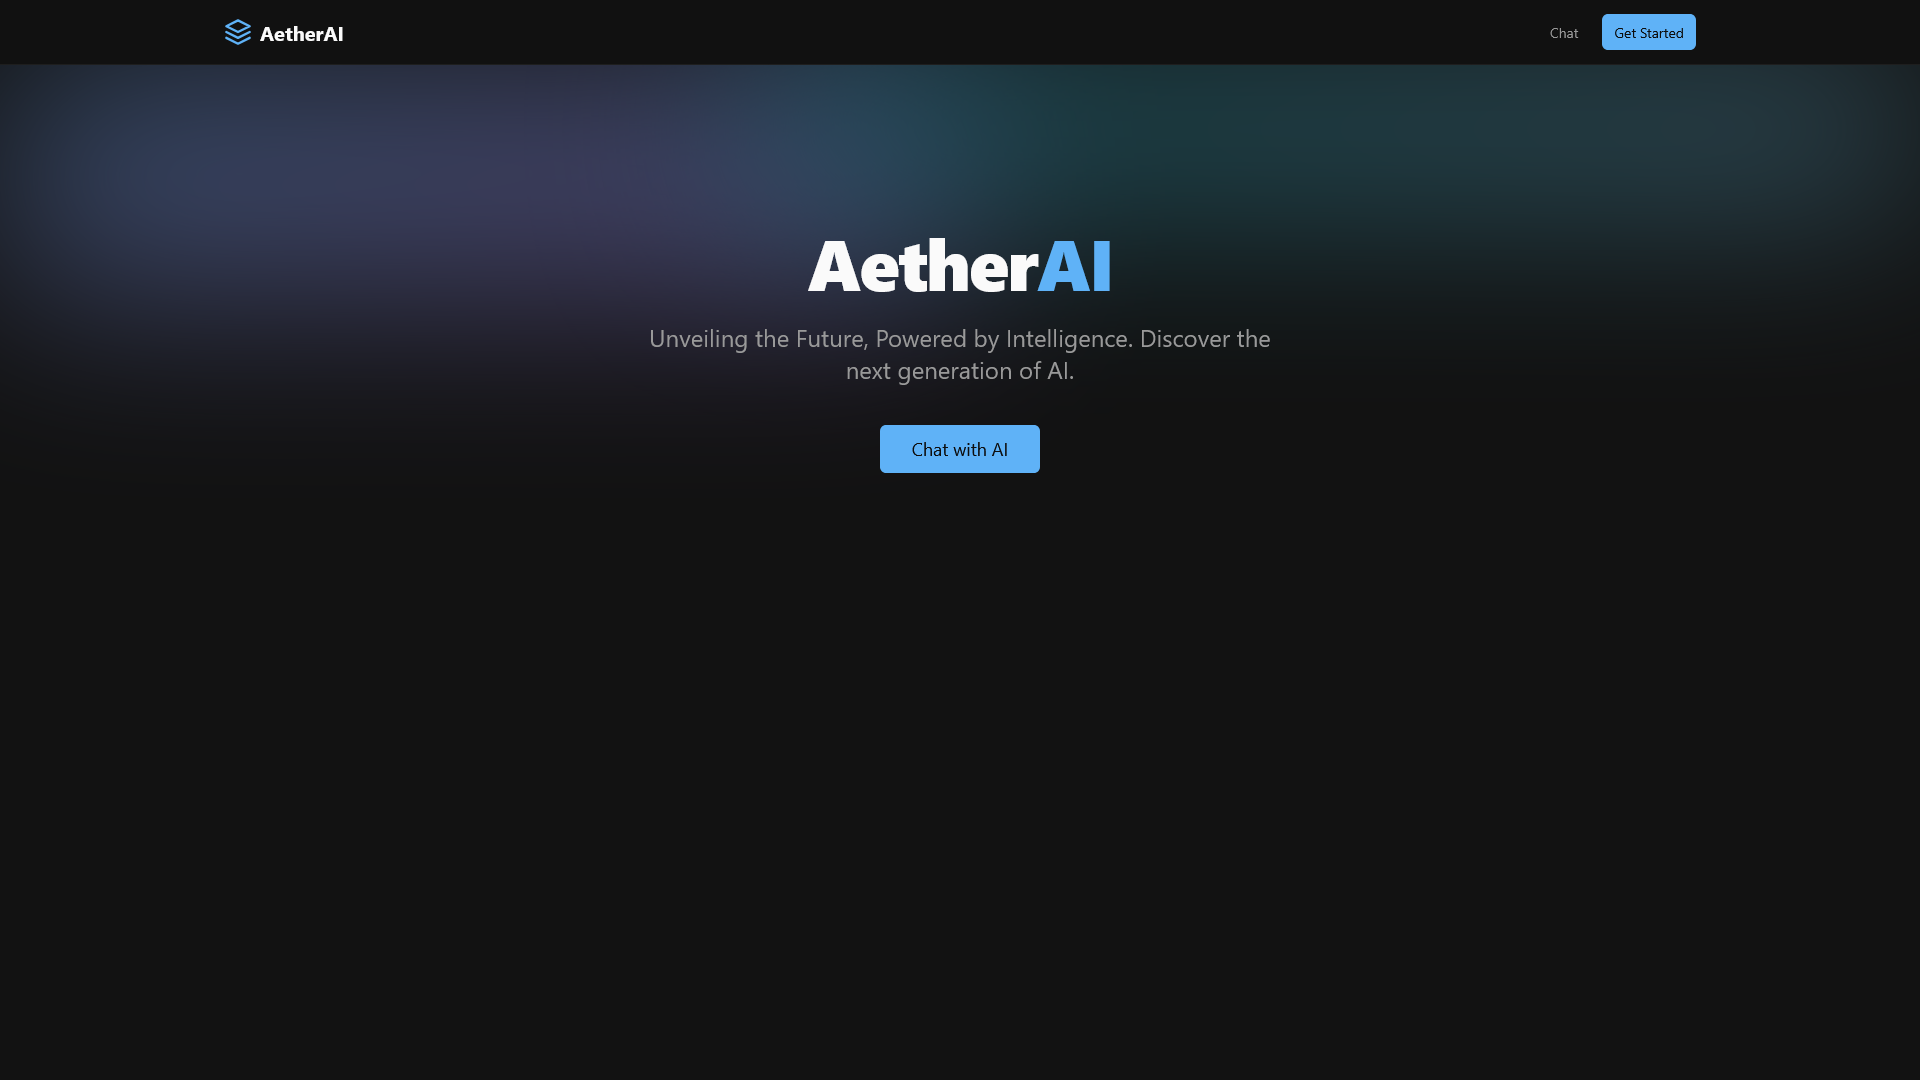 AetherAI
Chat
Get Started
AetherAI
Unveiling the Future, Powered by Intelligence. Discover the
next generation of AI.
Chat with AI